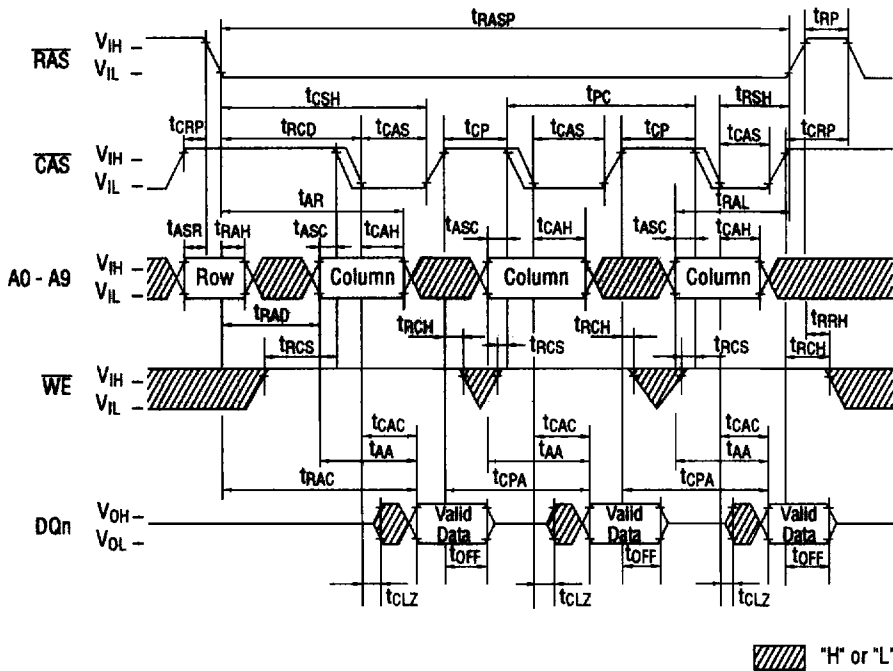 tRASP tRP
RAS VIH
VIL
tCSH tPC tRSH
tCRP tRCD tCAS tCP tCAS tCP tCAS tCRP
CAS VIH
VIL
tAR tRAL
tASR tRAH tASC tCAH tASC tCAH tASC tCAH
A0 - A9 VIH
VIL
Row Column Column Column
tRAD tRCH tRCH tRRH
tRCS tRCS tRCS tRCH
WE VIH
VIL
tCAC tCAC tCAC
tAA tAA tAA
tRAC tCPA tCPA
DQn VOH
VOL
Valid Data Valid Data Valid Data
tOFF tOFF tOFF
tCLZ tCLZ tCLZ
"H" or "L"